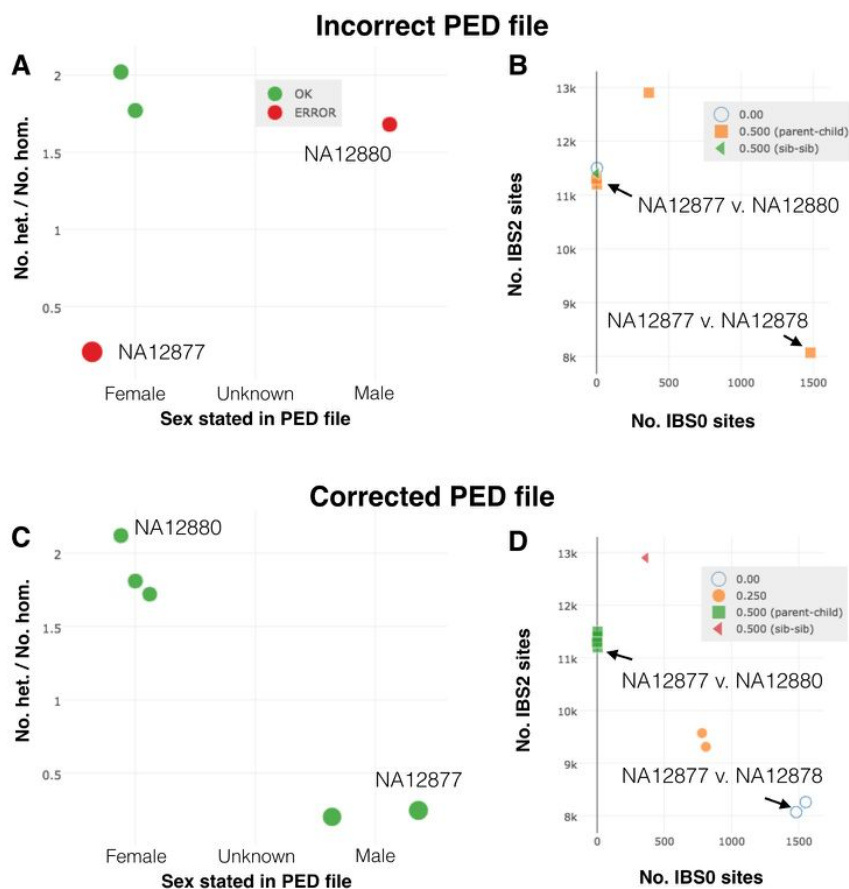 Incorrect PED file
A
No. het. / No. hom.
2
1.5
1
0.5
OK
ERROR
NA12880
NA12877
Female
Unknown
Male
Sex stated in PED file
B
No. IBS2 sites
13k
12k
11k
10k
9k
8k
0.00
0.500 (parent-child)
0.500 (sib-sib)
NA12877 v. NA12880
NA12877 v. NA12878
0
500
1000
1500
No. IBS0 sites
Corrected PED file
C
No. het. / No. hom.
2
1.5
1
0.5
NA12880
NA12877
Female
Unknown
Male
Sex stated in PED file
D
No. IBS2 sites
13k
12k
11k
10k
9k
8k
0.00
0.250
0.500 (parent-child)
0.500 (sib-sib)
NA12877 v. NA12880
NA12877 v. NA12878
0
500
1000
1500
No. IBS0 sites